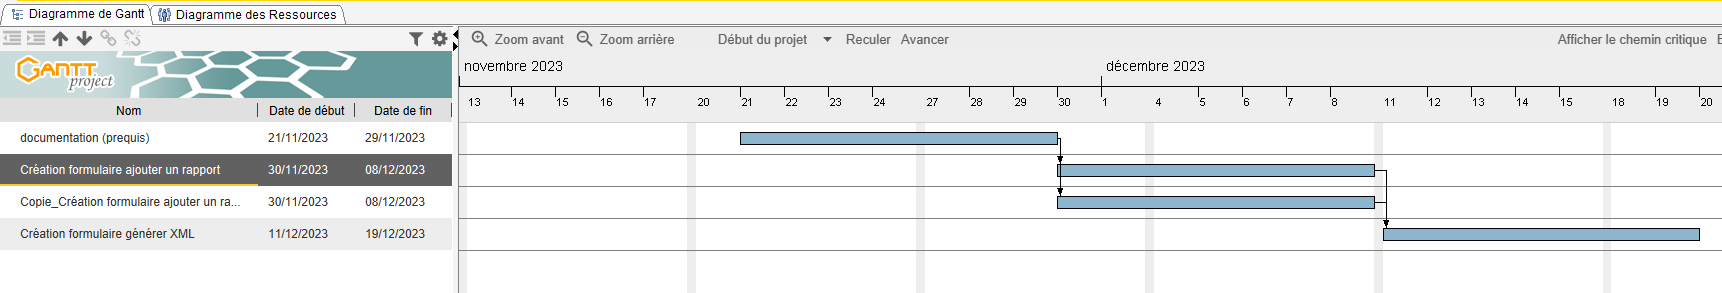 Diagramme de Gantt Diagramme des Ressources
Zoom avant Zoom arrière Début du projet Reculer Avancer Afficher le chemin critique
GANTT project
novembre 2023 décembre 2023
13 14 15 16 17 20 21 22 23 24 27 28 29 30 1 4 5 6 7 8 11 12 13 14 15 18 19 20
Nom Date de début Date de fin
documentation (prequis) 21/11/2023 29/11/2023
Création formulaire ajouter un rapport 30/11/2023 08/12/2023
Copie_Création formulaire ajouter un ra... 30/11/2023 08/12/2023
Création formulaire générer XML 11/12/2023 19/12/2023